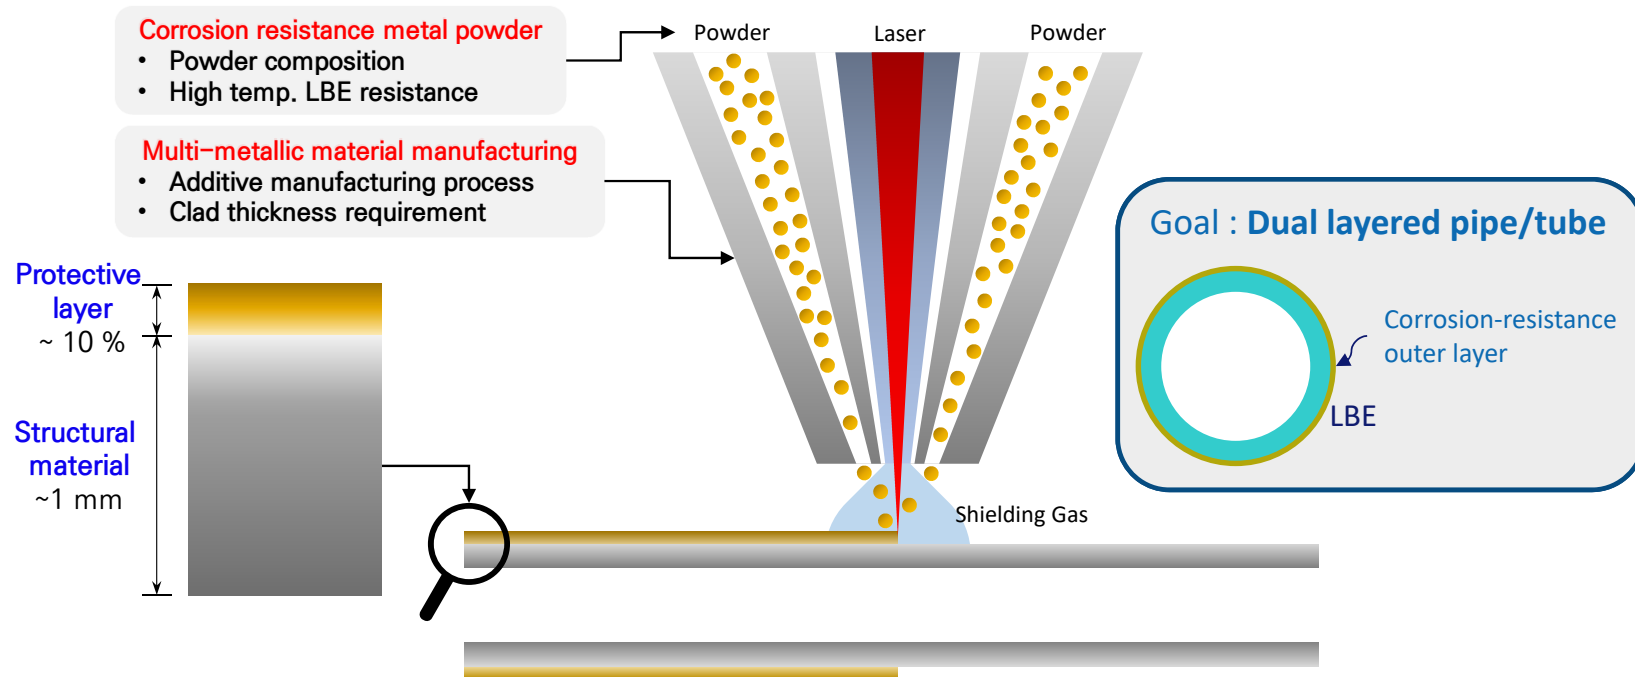 Corrosion resistance metal powder
• Powder composition
• High temp. LBE resistance
Multi-metallic material manufacturing
• Additive manufacturing process
• Clad thickness requirement
Powder
Laser
Powder
Shielding Gas
Protective
layer
~ 10 %
Structural
material
~1 mm
Goal : Dual layered pipe/tube
Corrosion-resistance
outer layer
LBE